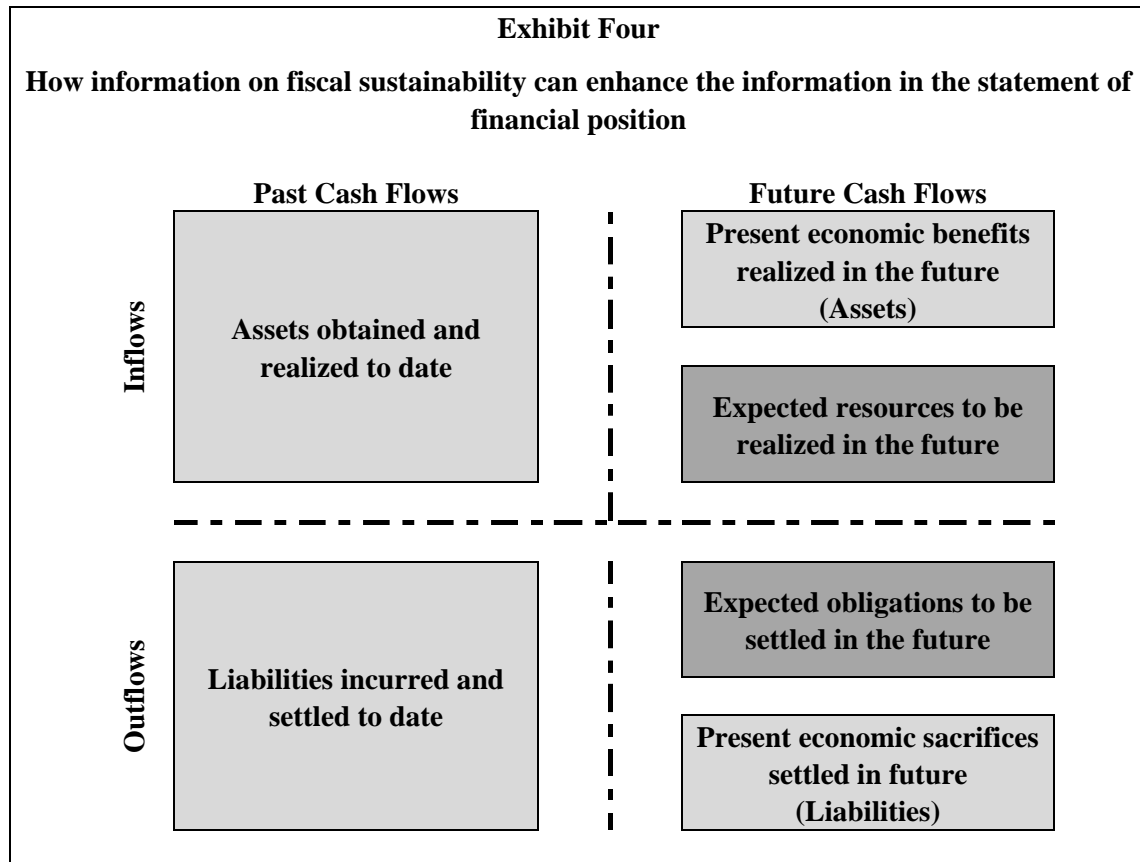 Exhibit Four
How information on fiscal sustainability can enhance the information in the statement of
financial position
Past Cash Flows
Future Cash Flows
Inflows
Assets obtained and
realized to date
Present economic benefits
realized in the future
(Assets)
Expected resources to be
realized in the future
Outflows
Liabilities incurred and
settled to date
Expected obligations to be
settled in the future
Present economic sacrifices
settled in future
(Liabilities)